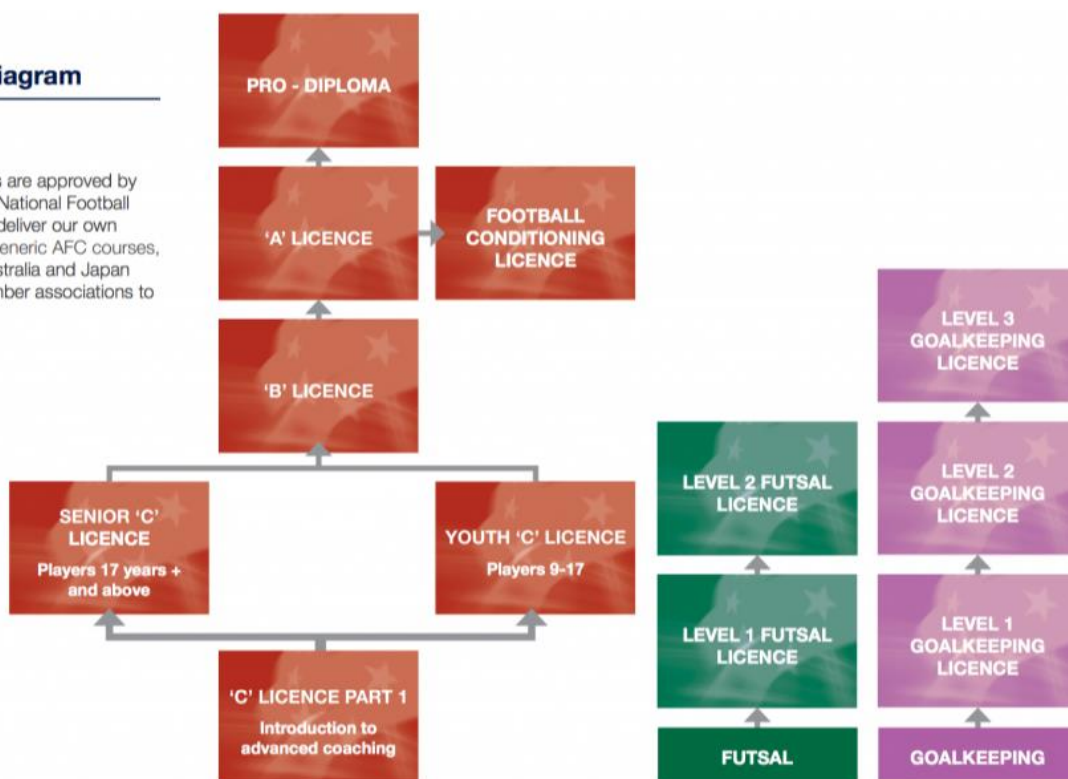 iagram
s are approved by
National Football
deliver our own
eneric AFC courses,
stralia and Japan
nber associations to
PRO - DIPLOMA
'A' LICENCE
FOOTBALL
CONDITIONING
LICENCE
'B' LICENCE
SENIOR 'C'
LICENCE
Players 17 years +
and above
YOUTH 'C' LICENCE
Players 9-17
'C' LICENCE PART 1
Introduction to
advanced coaching
LEVEL 2 FUTSAL
LICENCE
LEVEL 1 FUTSAL
LICENCE
FUTSAL
LEVEL 3
GOALKEEPING
LICENCE
LEVEL 2
GOALKEEPING
LICENCE
LEVEL 1
GOALKEEPING
LICENCE
GOALKEEPING